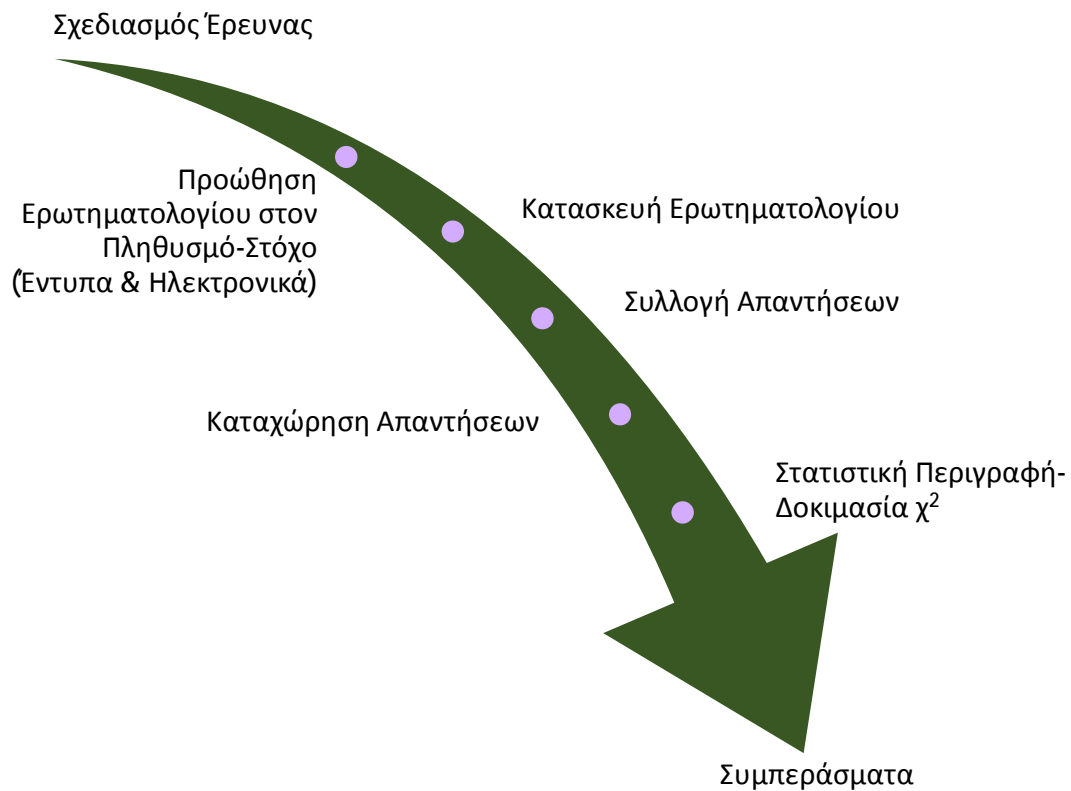 Σχεδιασμός Έρευνας
Προώθηση
Ερωτηματολογίου στον
Πληθυσμό-Στόχο
(Έντυπα & Ηλεκτρονικά)
Κατασκευή Ερωτηματολογίου
Συλλογή Απαντήσεων
Καταχώρηση Απαντήσεων
Στατιστική Περιγραφή-
Δοκιμασία χ²
Συμπεράσματα